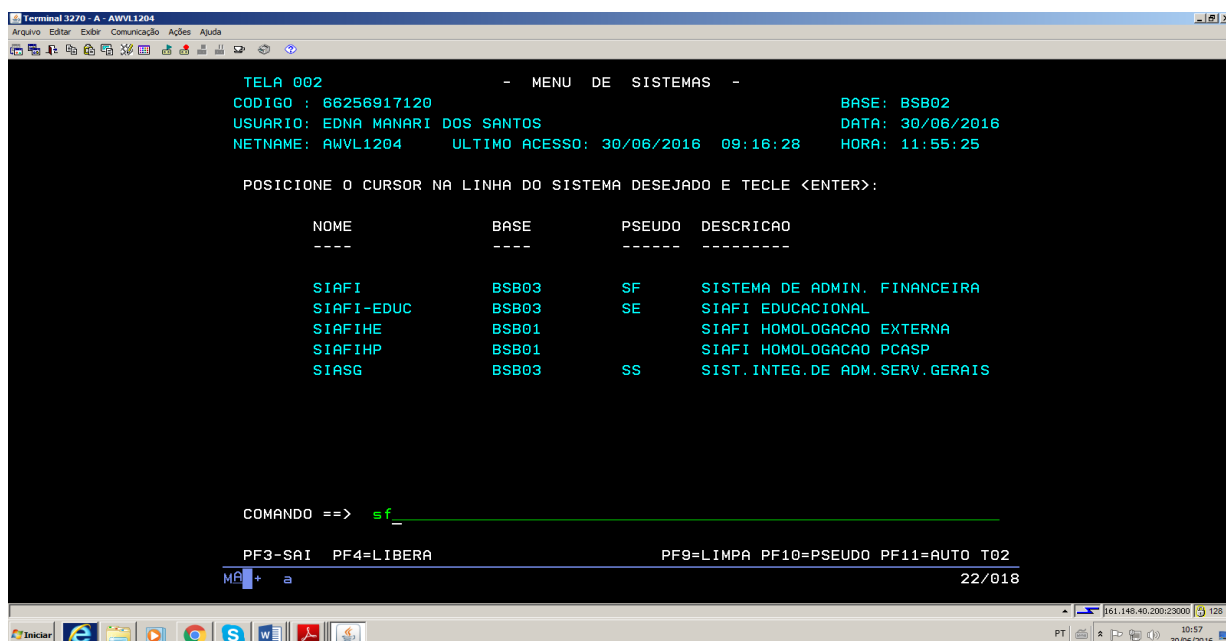 Terminal 3270 - A - AWVL1204
Arquivo Editar Exibir Comunicação Ações Ajuda
TELA 002 - MENU DE SISTEMAS -
CODIGO : 66256917120 BASE: BSB02
USUARIO: EDNA MANARI DOS SANTOS DATA: 30/06/2016
NETNAME: AWVL1204 ULTIMO ACESSO: 30/06/2016 09:16:28 HORA: 11:55:25
POSICIONE O CURSOR NA LINHA DO SISTEMA DESEJADO E TECLE <ENTER>:
NOME BASE PSEUDO DESCRICAO
---- ---- ------ ---------
SIAFI BSB03 SF SISTEMA DE ADMIN. FINANCEIRA
SIAFI-EDUC BSB03 SE SIAFI EDUCACIONAL
SIAFIHE BSB01 SIAFI HOMOLOGACAO EXTERNA
SIAFIHP BSB01 SIAFI HOMOLOGACAO PCASP
SIASG BSB03 SS SIST.INTEG.DE ADM.SERV.GERAIS
COMANDO ==> sf
PF3-SAI PF4=LIBERA PF9=LIMPA PF10=PSEUDO PF11=AUTO T02
MA + a 22/018
161.148.40.200:23000 128
Iniciar PT 10:57
30/06/2016